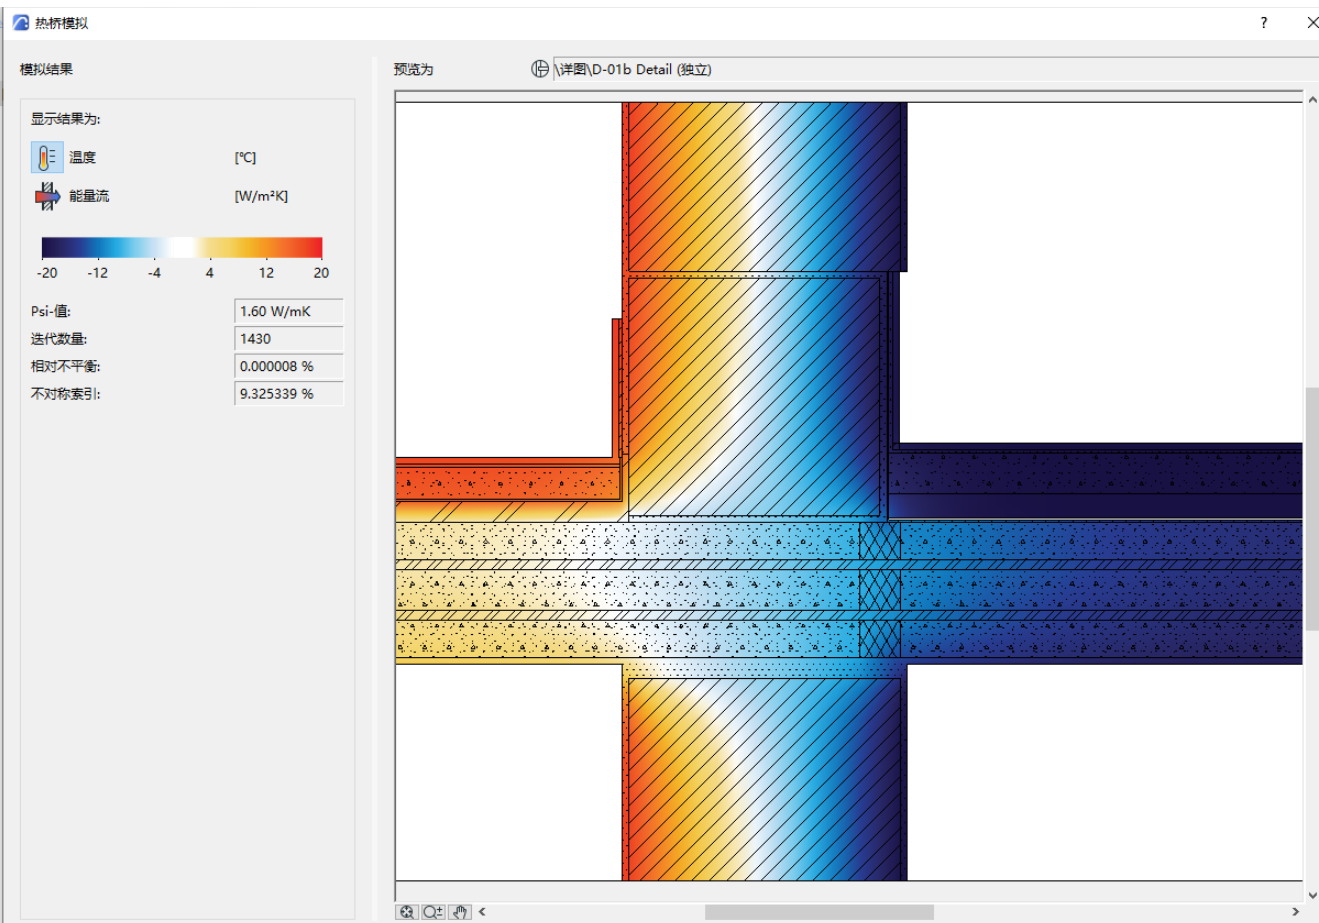 热桥模拟 ?
模拟结果
预览为 \详图\D-01b Detail (独立)
显示结果为:
温度 [°C]
能量流 [W/m²K]
-20 -12 -4 4 12 20
Psi-值: 1.60 W/mK
迭代数量: 1430
相对不平衡: 0.000008 %
不对称索引: 9.325339 %